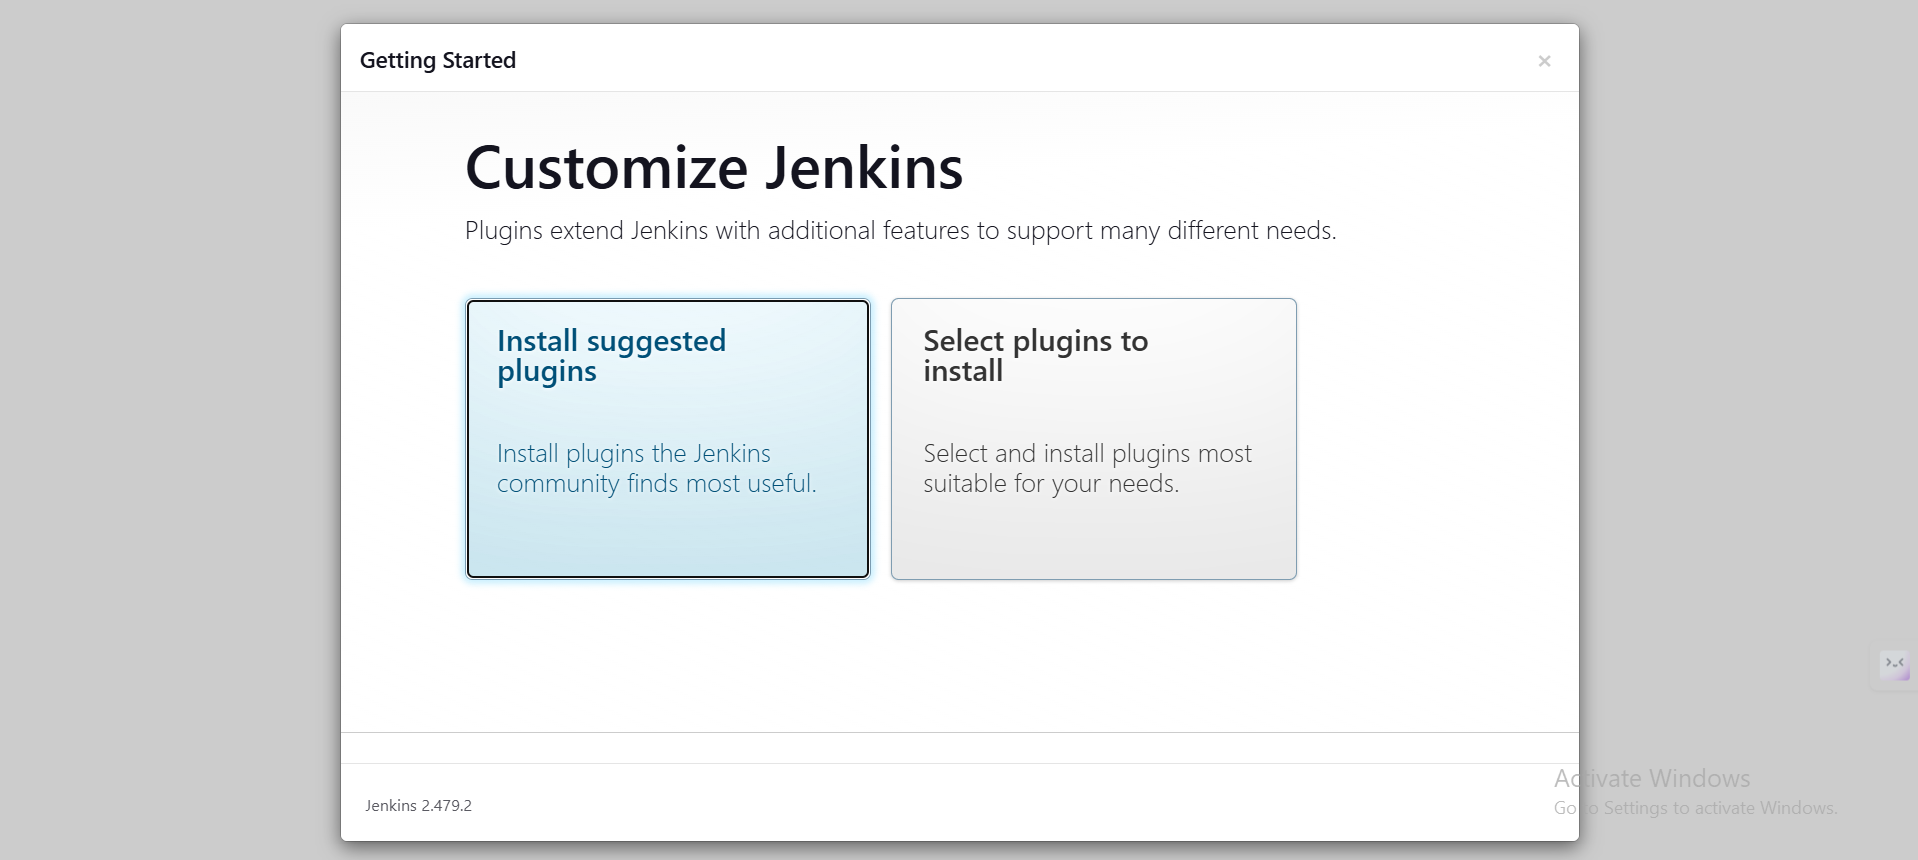 Getting Started
×
Customize Jenkins
Plugins extend Jenkins with additional features to support many different needs.
Install suggested
plugins
Install plugins the Jenkins
community finds most useful.
Select plugins to
install
Select and install plugins most
suitable for your needs.
Jenkins 2.479.2
Activate Windows
Go to Settings to activate Windows.